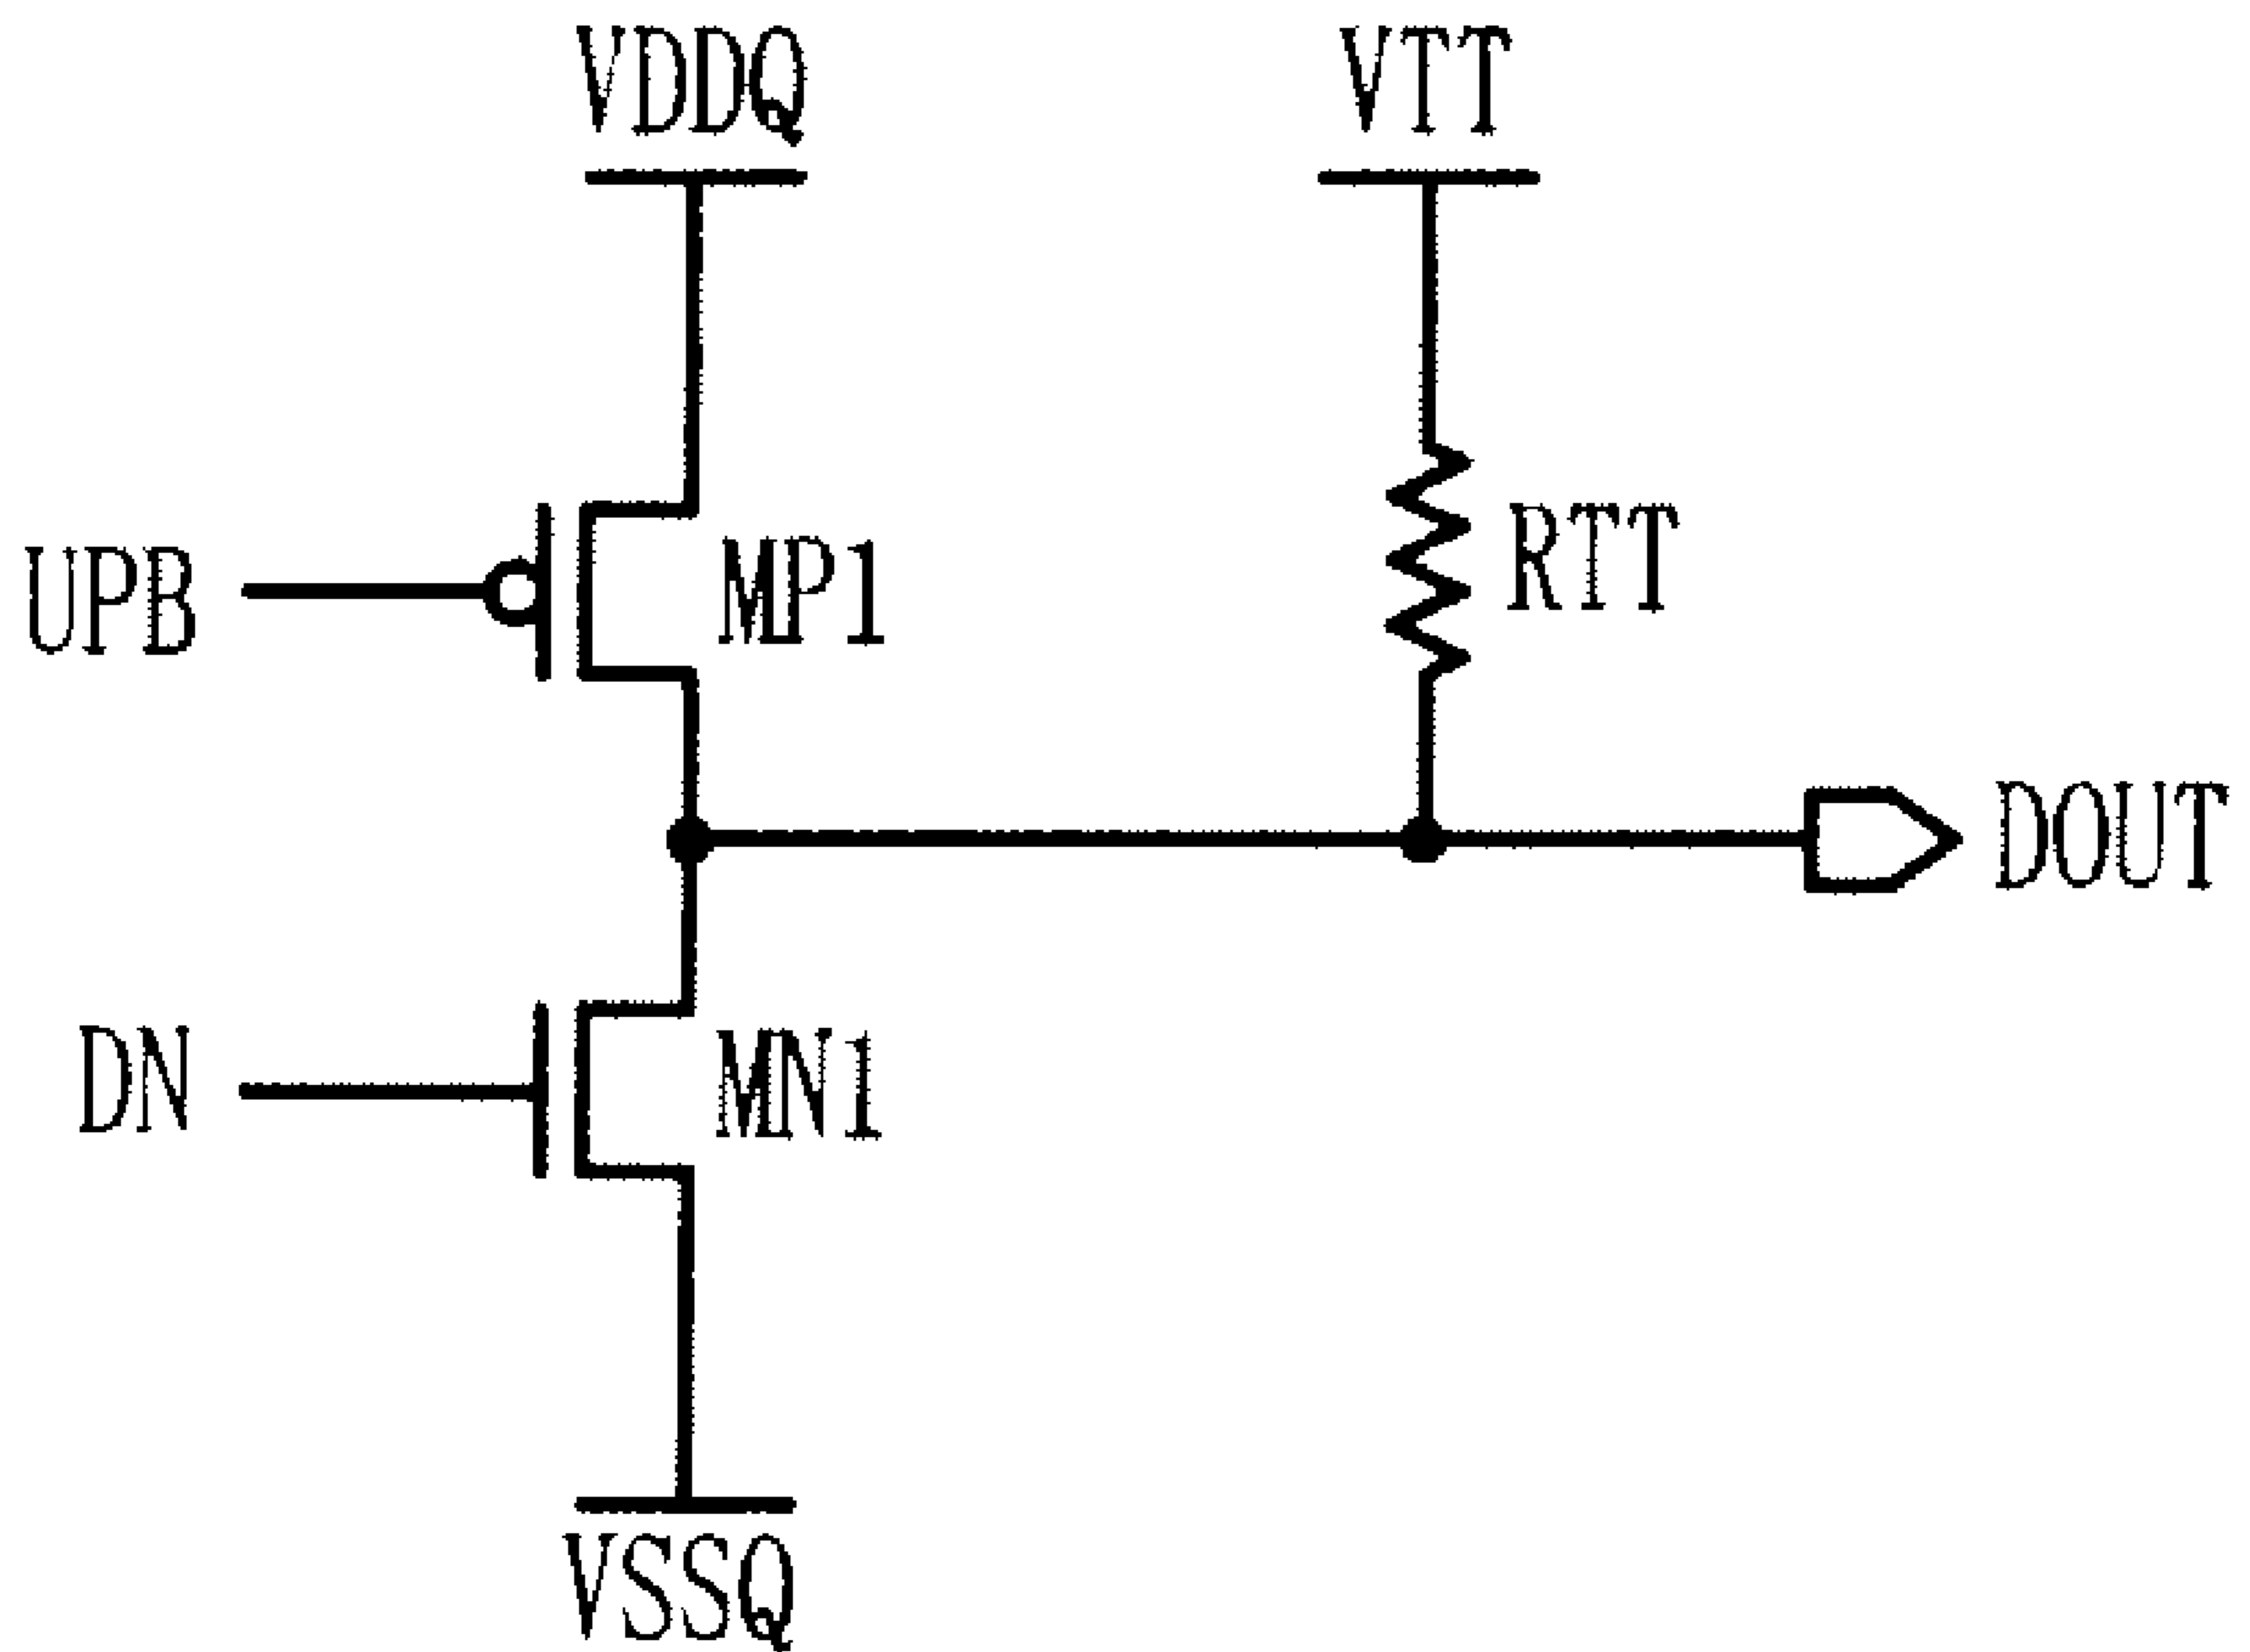 VDDQ
VTT
UPB
MP1
RTT
DOUT
DN
MN1
VSSQ